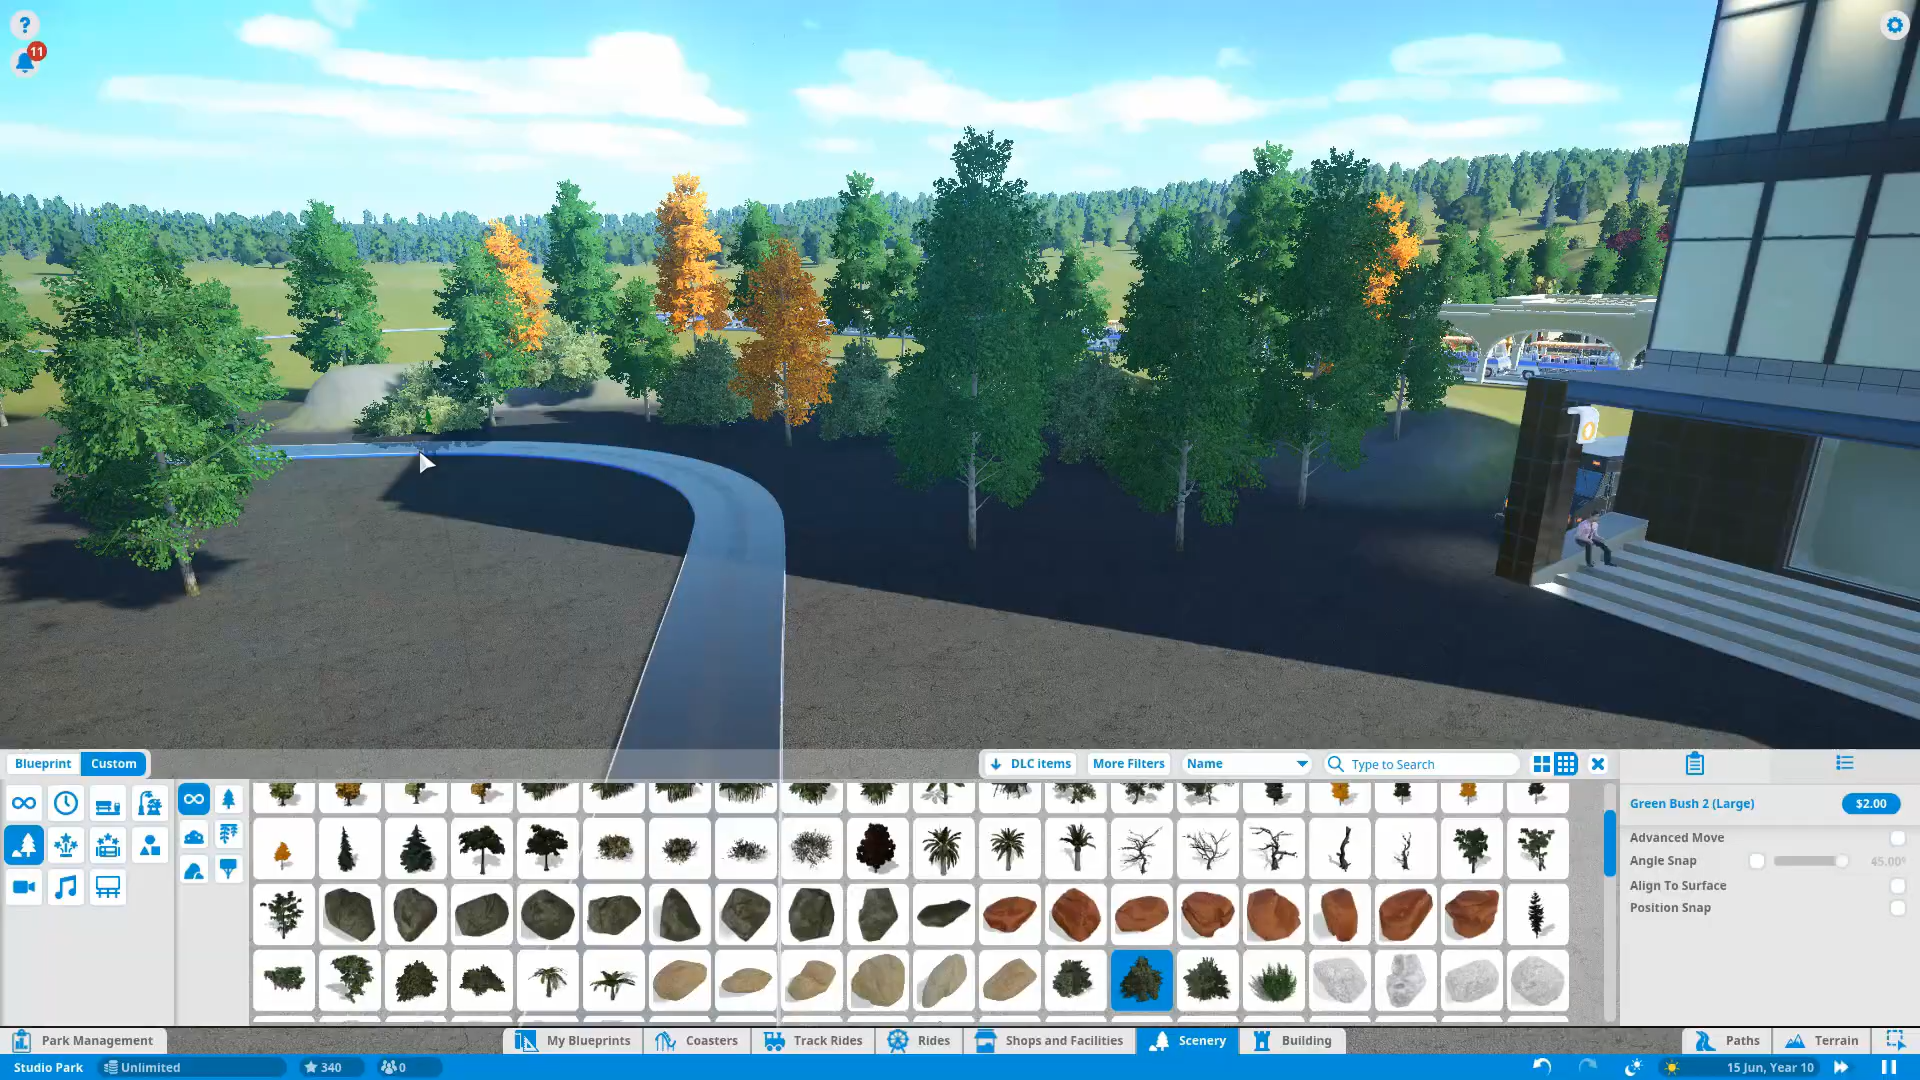 ?
11
Blueprint
Custom
DLC items
More Filters
Name
Type to Search
Green Bush 2 (Large)
$2.00
Advanced Move
Angle Snap
45.00°
Align To Surface
Position Snap
Park Management
My Blueprints
Coasters
Track Rides
Rides
Shops and Facilities
Scenery
Building
Paths
Terrain
Studio Park
Unlimited
340
0
15 Jun, Year 10